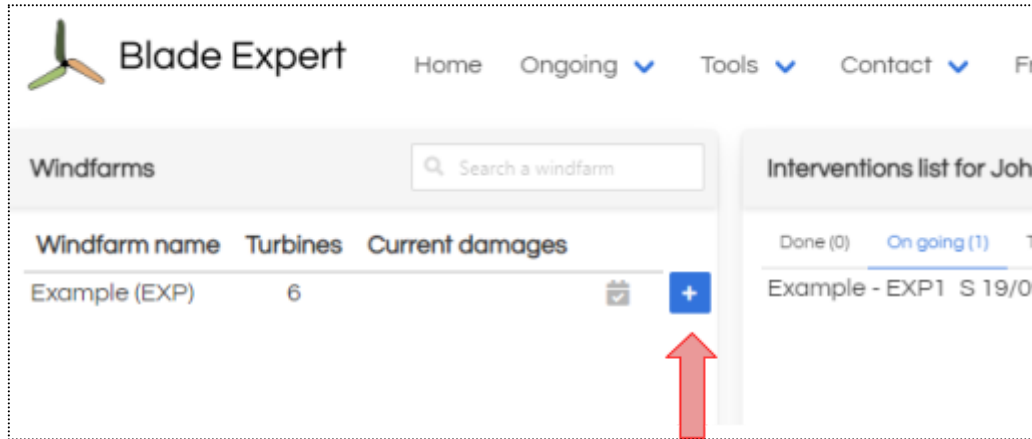 Blade Expert
Home Ongoing Tools Contact
Windfarms
Search a windfarm
Windfarm name Turbines Current damages
Example (EXP) 6
+
Interventions list for
Done (0) On going (1)
Example - EXP1 S